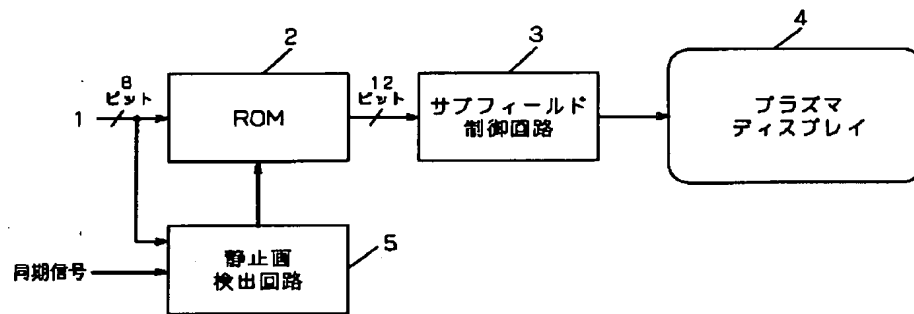 2
3
4
1
8
ビット
ROM
12
ビット
サブフィールド
制御回路
プラズマ
ディスプレイ
同期信号
静止画
検出回路
5